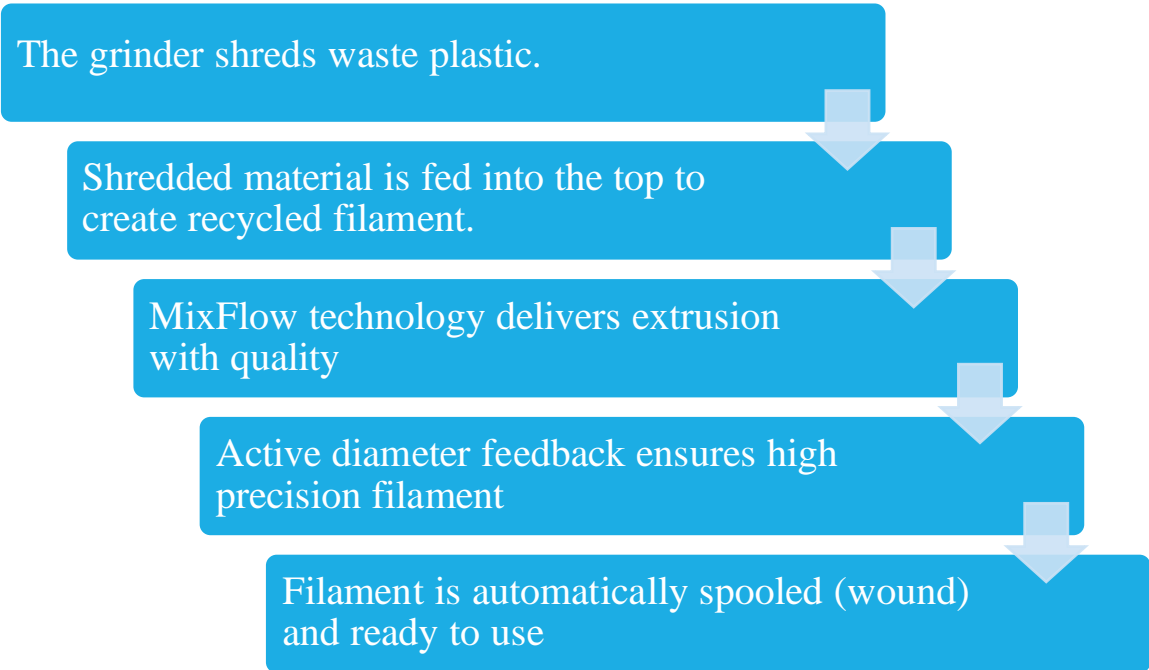 The grinder shreds waste plastic.
Shredded material is fed into the top to
create recycled filament.
MixFlow technology delivers extrusion
with quality
Active diameter feedback ensures high
precision filament
Filament is automatically spooled (wound)
and ready to use